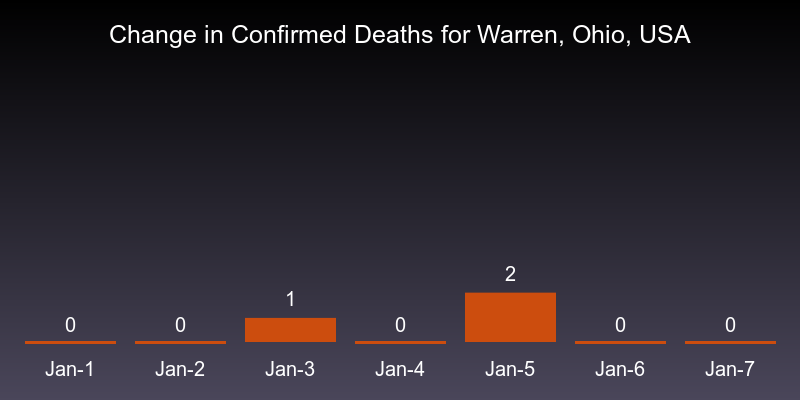 Change in Confirmed Deaths for Warren, Ohio, USA
0 0 1 0 2 0 0
Jan-1 Jan-2 Jan-3 Jan-4 Jan-5 Jan-6 Jan-7